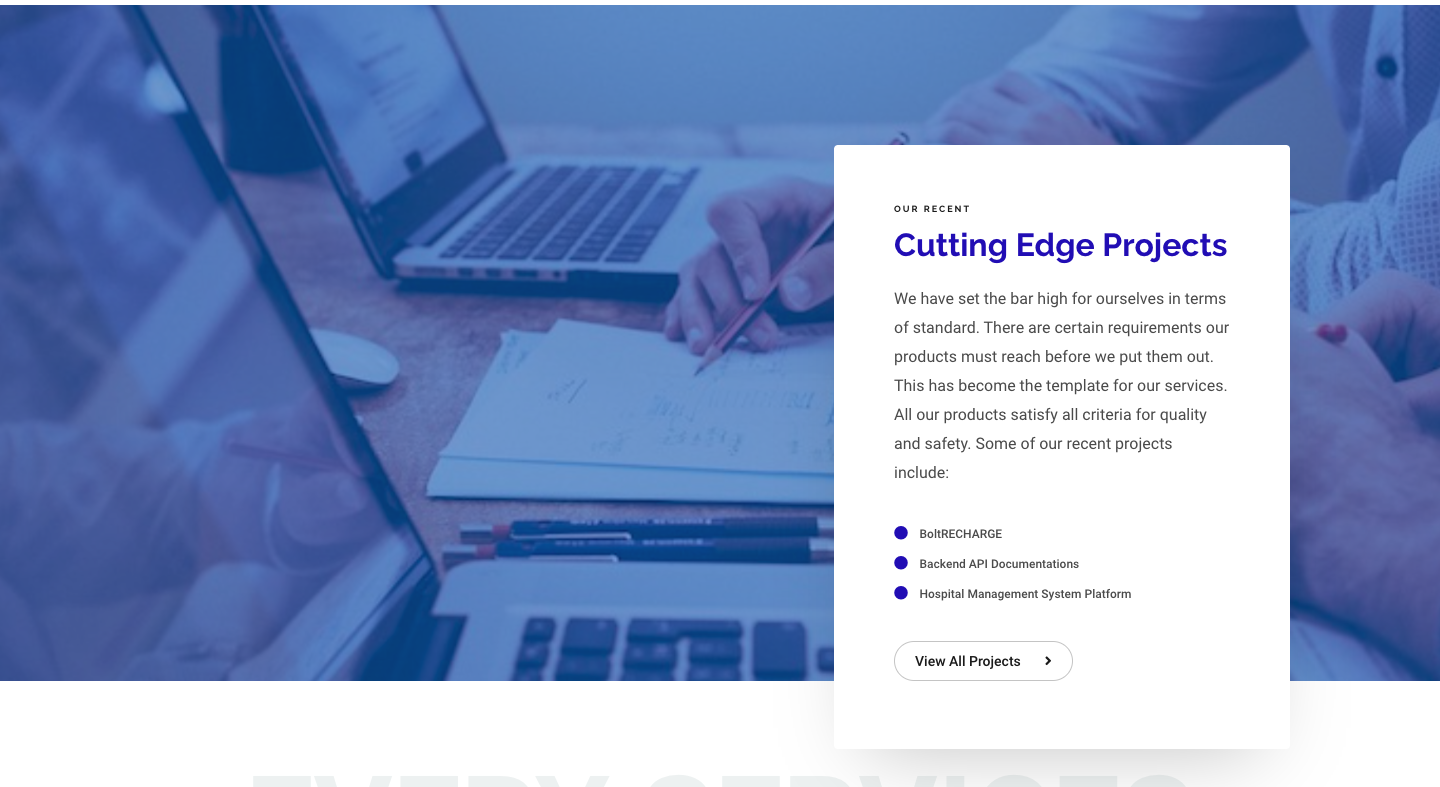 OUR RECENT
Cutting Edge Projects
We have set the bar high for ourselves in terms
of standard. There are certain requirements our
products must reach before we put them out.
This has become the template for our services.
All our products satisfy all criteria for quality
and safety. Some of our recent projects
include:
BoltRECHARGE
Backend API Documentations
Hospital Management System Platform
View All Projects
EVERY SERVICES